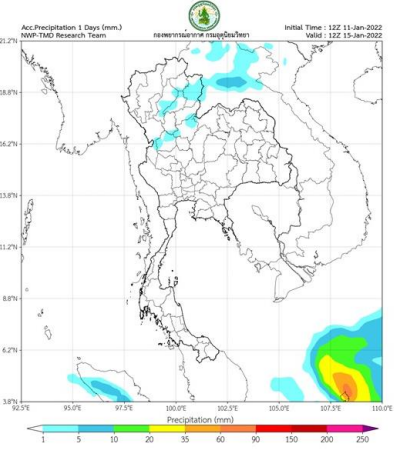 Acc.Precipitation 1 Days (mm.)
NWP-TMD Research Team
กองพยากรณ์อากาศ กรมอุตุนิยมวิทยา
Initial Time : 12Z 11-Jan-2022
Valid : 12Z 15-Jan-2022
21.2°N
18.8°N
16.2°N
13.8°N
11.2°N
8.8°N
6.2°N
3.8°N
92.5°E 95.0°E 97.5°E 100.0°E 102.5°E 105.0°E 107.5°E 110.0°E
Precipitation (mm)
1 5 10 20 35 60 90 150 200 250